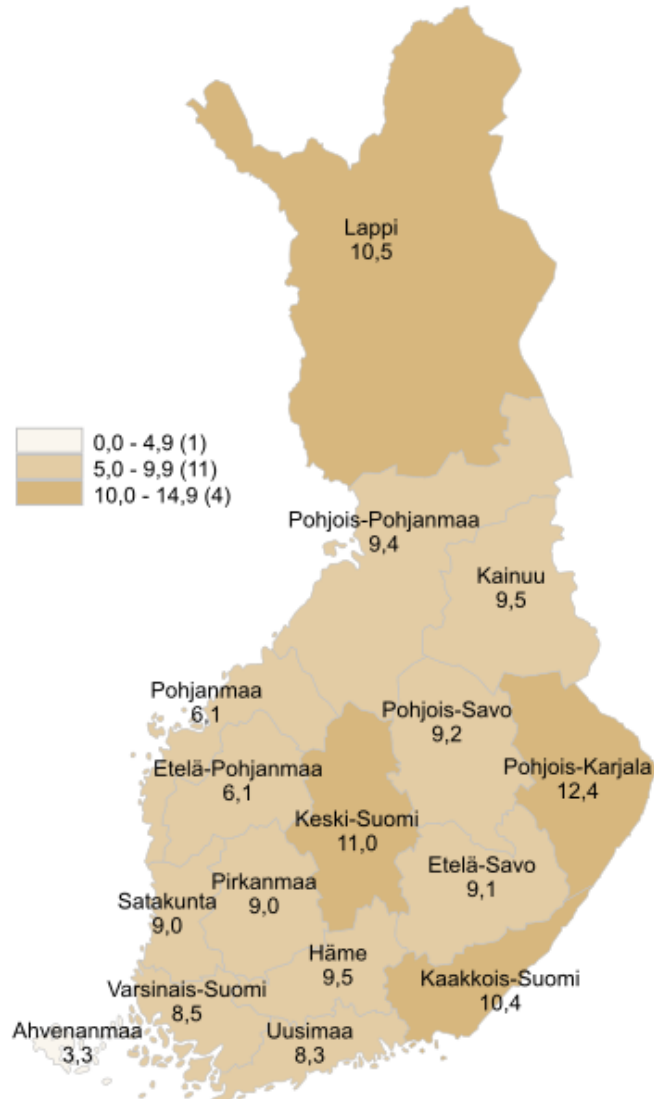 Lappi
10,5
0,0 - 4,9 (1)
5,0 - 9,9 (11)
10,0 - 14,9 (4)
Pohjois-Pohjanmaa
9,4
Kainuu
9,5
Pohjanmaa
6,1
Pohjois-Savo
9,2
Etelä-Pohjanmaa
6,1
Pohjois-Karjala
12,4
Keski-Suomi
11,0
Etelä-Savo
9,1
Pirkanmaa
9,0
Satakunta
9,0
Häme
9,5
Kaakkois-Suomi
10,4
Varsinais-Suomi
8,5
Ahvenanmaa
3,3
Uusimaa
8,3